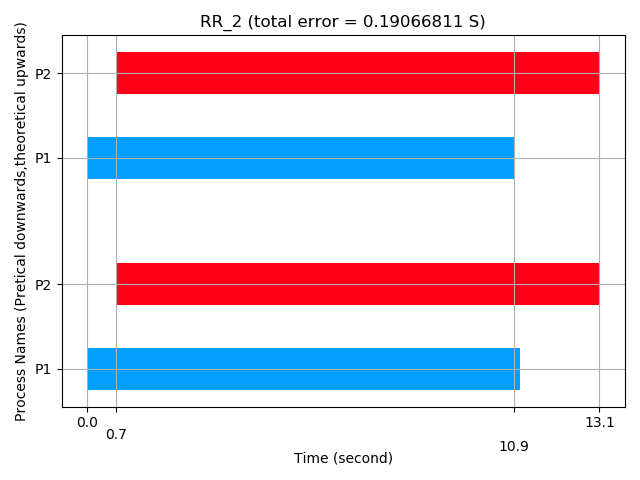 RR_2 (total error = 0.19066811 S)
Process Names (Pretical downwards,theoretical upwards)
P2
P1
P2
P1
0.0
0.7
10.9
13.1
Time (second)